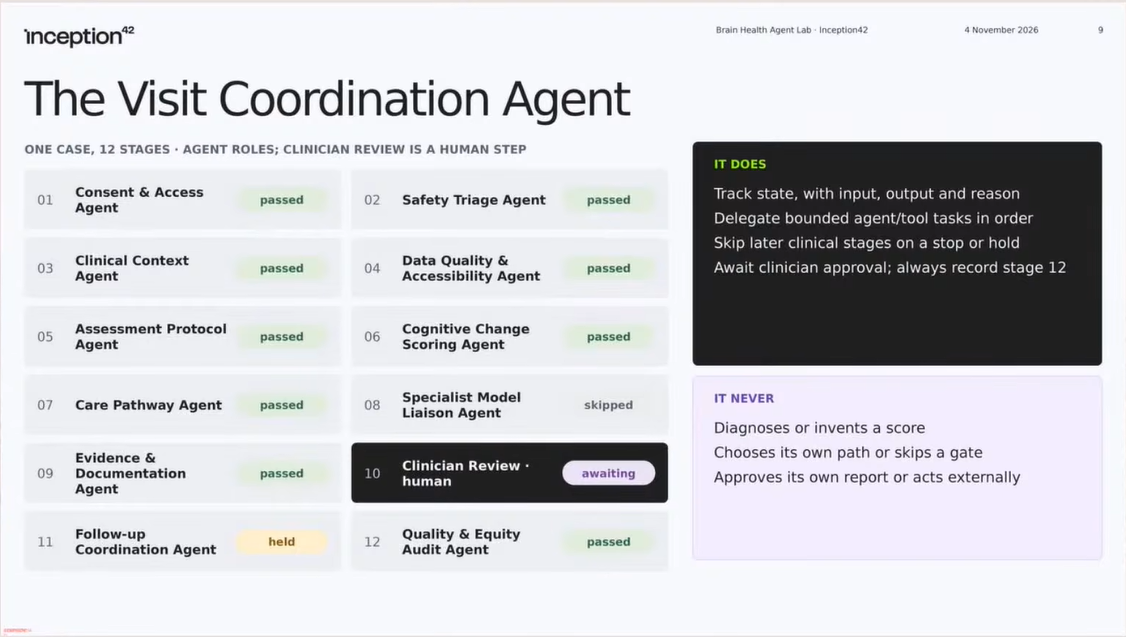 inception42
Brain Health Agent Lab · Inception42
4 November 2026
9
The Visit Coordination Agent
ONE CASE, 12 STAGES · AGENT ROLES; CLINICIAN REVIEW IS A HUMAN STEP
01
Consent & Access
Agent
passed
02
Safety Triage Agent
passed
03
Clinical Context
Agent
passed
04
Data Quality &
Accessibility Agent
passed
05
Assessment Protocol
Agent
passed
06
Cognitive Change
Scoring Agent
passed
07
Care Pathway Agent
passed
08
Specialist Model
Liaison Agent
skipped
09
Evidence &
Documentation
Agent
passed
10
Clinician Review ·
human
awaiting
11
Follow-up
Coordination Agent
held
12
Quality & Equity
Audit Agent
passed
IT DOES
Track state, with input, output and reason
Delegate bounded agent/tool tasks in order
Skip later clinical stages on a stop or hold
Await clinician approval; always record stage 12
IT NEVER
Diagnoses or invents a score
Chooses its own path or skips a gate
Approves its own report or acts externally